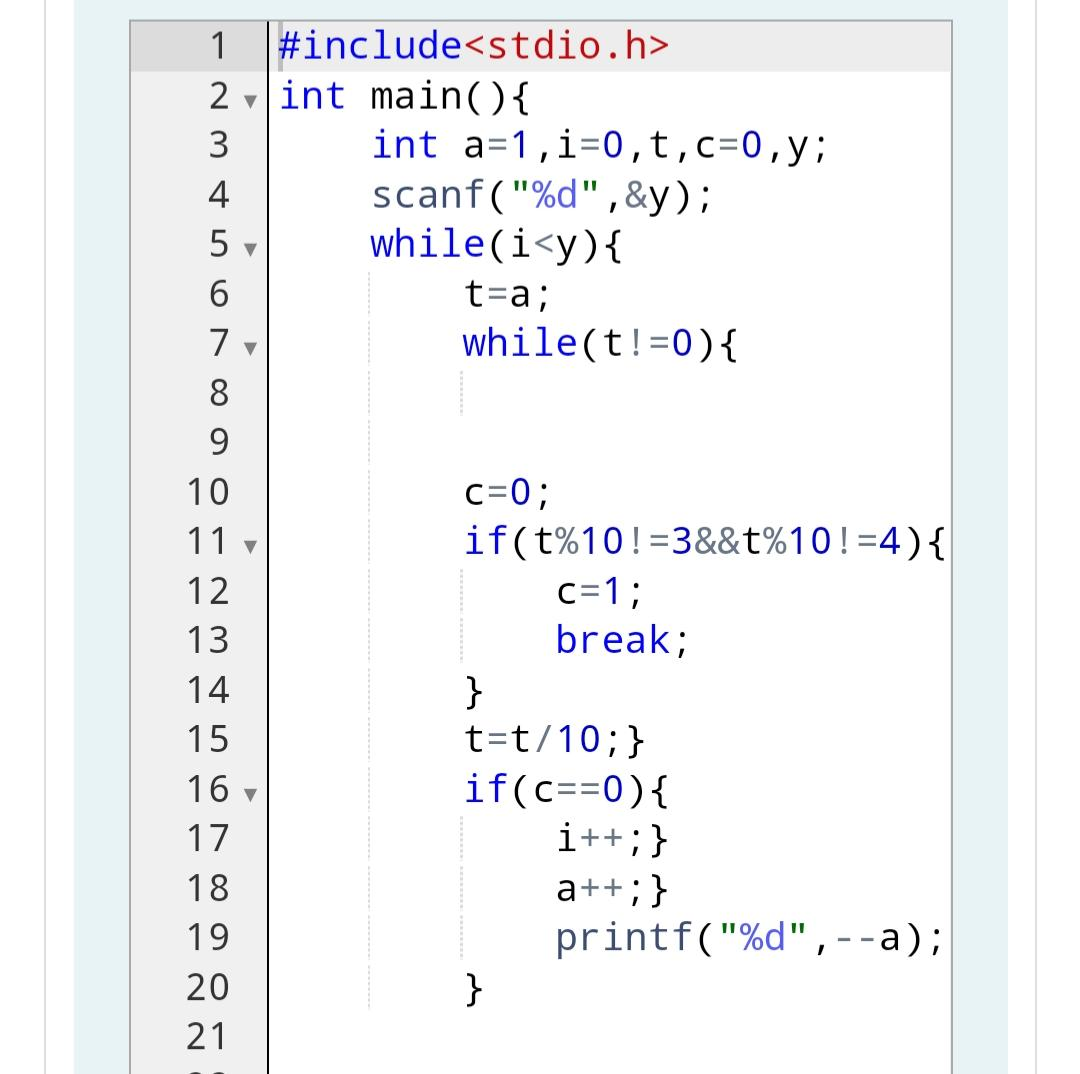 1 #include<stdio.h>
2 int main(){
3 int a=1,i=0,t,c=0,y;
4 scanf("%d",&y);
5 while(i<y){
6 t=a;
7 while(t!=0){
8
9
10 c=0;
11 if(t%10!=3&&t%10!=4){
12 c=1;
13 break;
14 }
15 t=t/10;}
16 if(c==0){
17 i++;}
18 a++;}
19 printf("%d",--a);
20 }
21